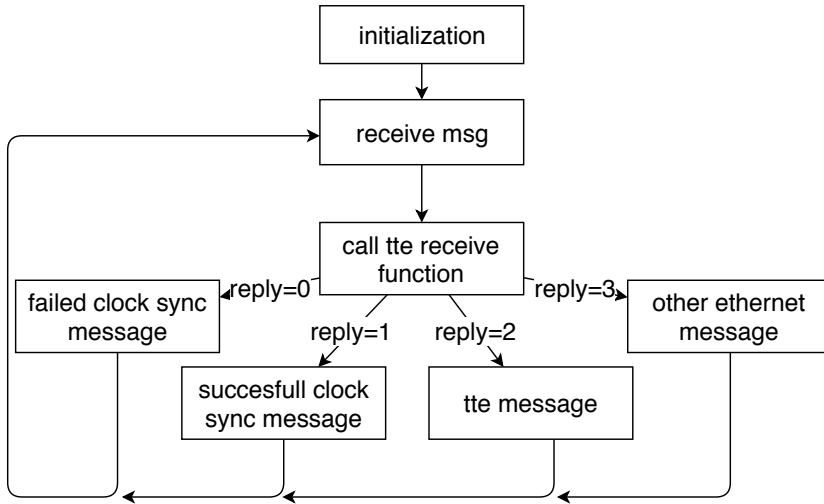 initialization
receive msg
call tte receive
function
reply=0
reply=3
failed clock sync
message
other ethernet
message
reply=1
reply=2
succesfull clock
sync message
tte message